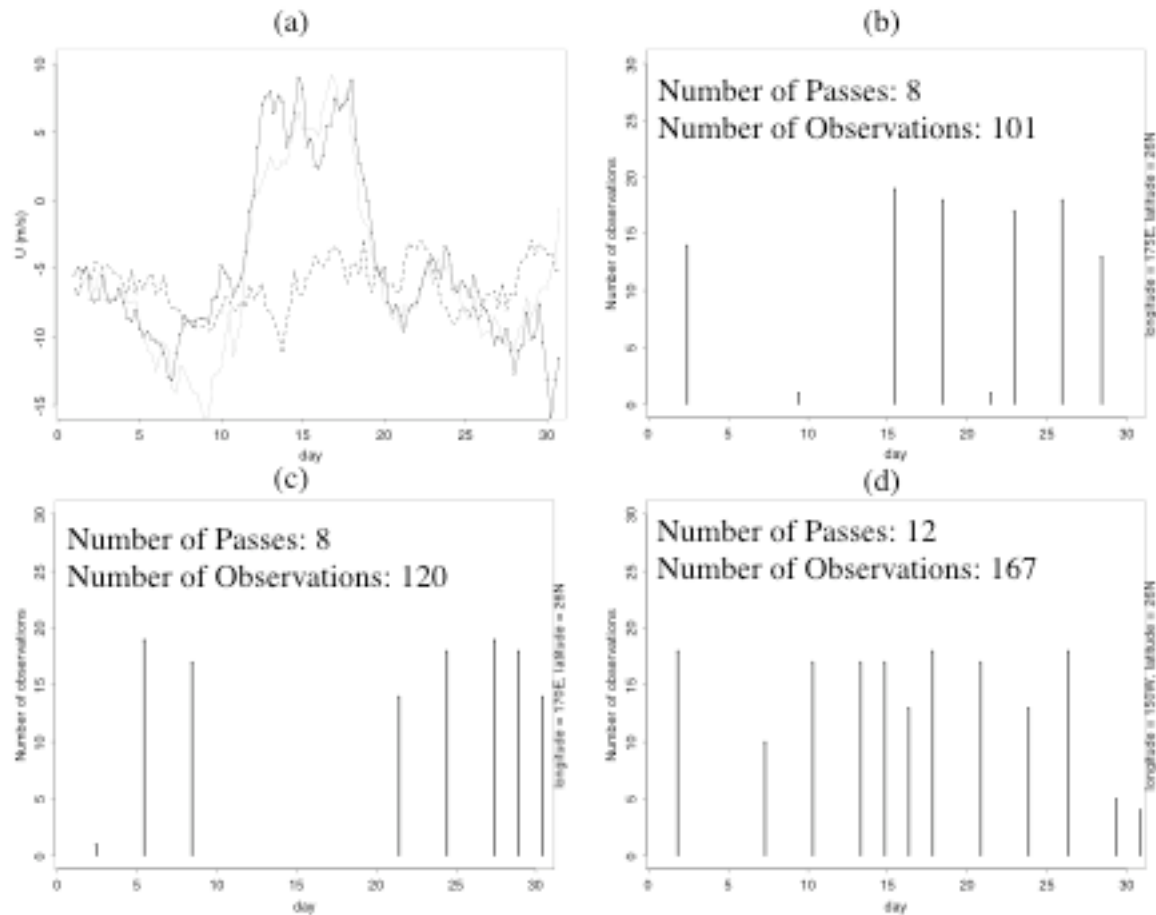 (a)
10
5
0
-5
-10
-15
U (m/s)
0
5
10
15
20
25
30
day
(b)
Number of Passes: 8
Number of Observations: 101
30
25
20
15
10
5
0
Number of observations
0
5
10
15
20
25
30
day
longitude = 175E, latitude = 26N
(c)
Number of Passes: 8
Number of Observations: 120
30
25
20
15
10
5
0
Number of observations
0
5
10
15
20
25
30
day
longitude = 170E, latitude = 26N
(d)
Number of Passes: 12
Number of Observations: 167
30
25
20
15
10
5
0
Number of observations
0
5
10
15
20
25
30
day
longitude = 150W, latitude = 26N